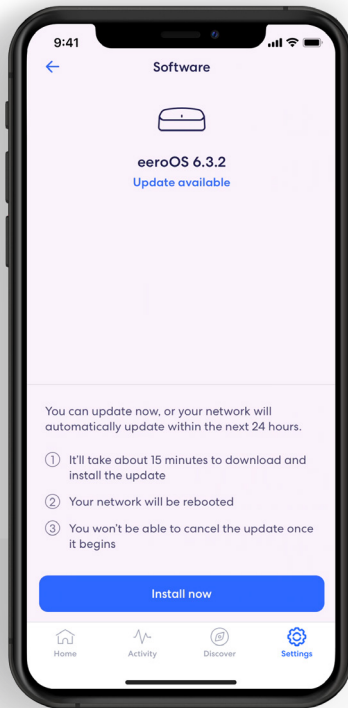 9:41
Software
eeroOS 6.3.2
Update available
You can update now, or your network will
automatically update within the next 24 hours.
1 It'll take about 15 minutes to download and
install the update
2 Your network will be rebooted
3 You won't be able to cancel the update once
it begins
Install now
Home Activity Discover Settings